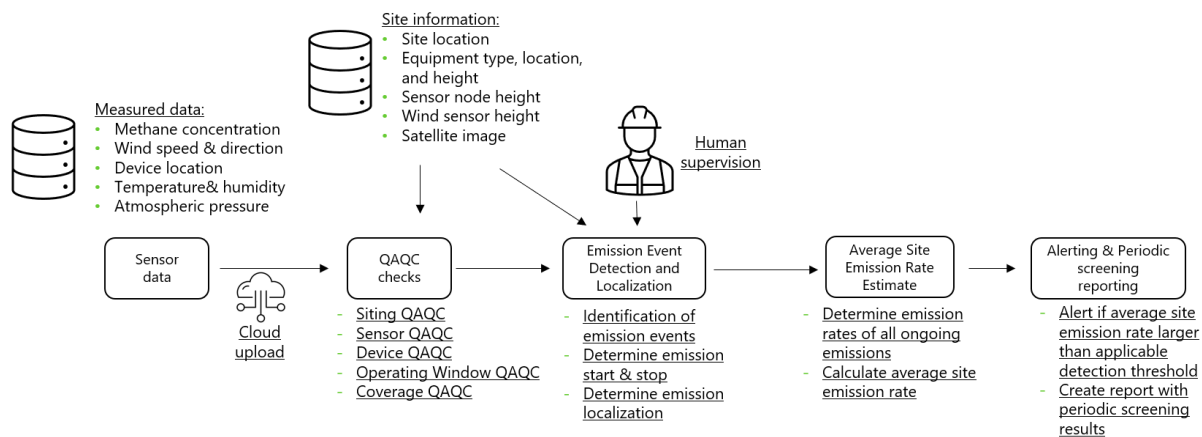 Site information:
• Site location
• Equipment type, location,
and height
• Sensor node height
• Wind sensor height
• Satellite image
Measured data:
• Methane concentration
• Wind speed & direction
• Device location
• Temperature& humidity
• Atmospheric pressure
Human
supervision
Sensor
data
Cloud
upload
QAQC
checks
- Siting QAQC
- Sensor QAQC
- Device QAQC
- Operating Window QAQC
- Coverage QAQC
Emission Event
Detection and
Localization
- Identification of
emission events
- Determine emission
start & stop
- Determine emission
localization
Average Site
Emission Rate
Estimate
- Determine emission
rates of all ongoing
emissions
- Calculate average site
emission rate
Alerting & Periodic
screening
reporting
- Alert if average site
emission rate larger
than applicable
detection threshold
- Create report with
periodic screening
results